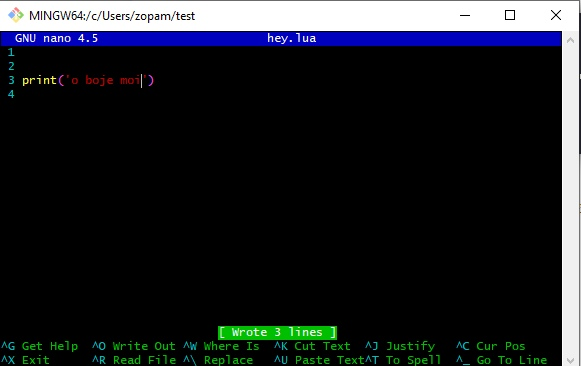 MINGW64:/c/Users/zopam/test
GNU nano 4.5 hey.lua
1
2
3 print('o boje moi')
4
[ Wrote 3 lines ]
^G Get Help ^O Write Out ^W Where Is ^K Cut Text ^J Justify ^C Cur Pos
^X Exit ^R Read File ^\ Replace ^U Paste Text ^T To Spell ^_ Go To Line